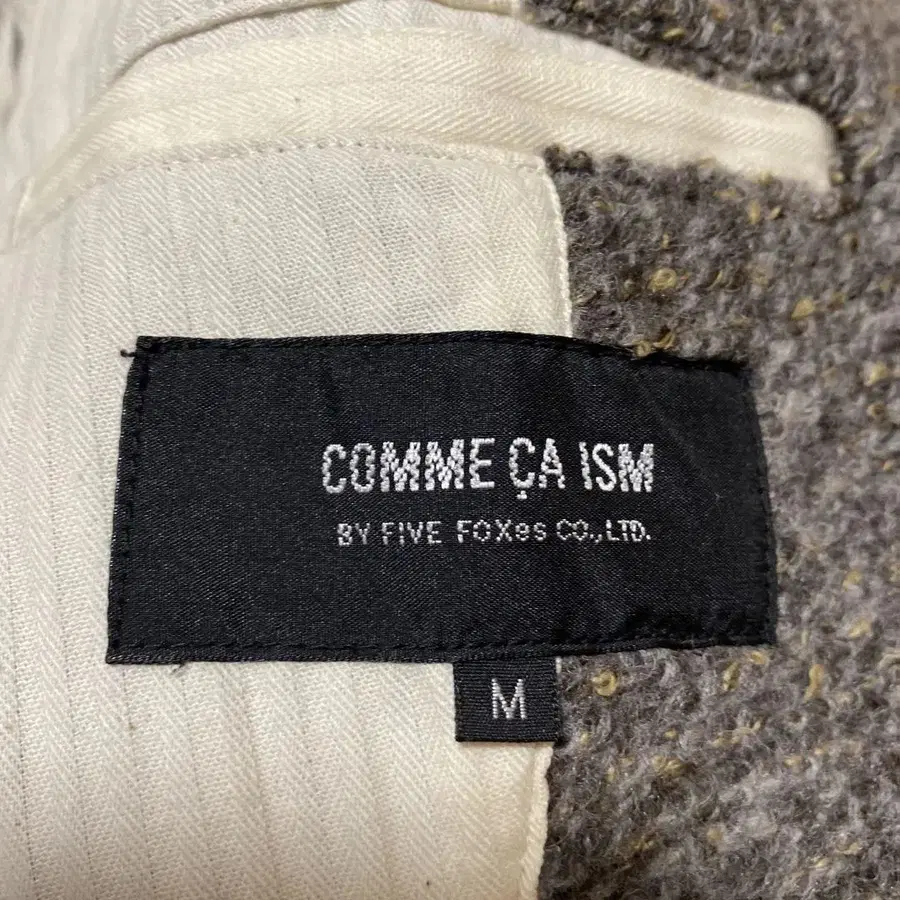 COMME ÇA ISM
BY FIVE FOXes CO.,LTD.
M